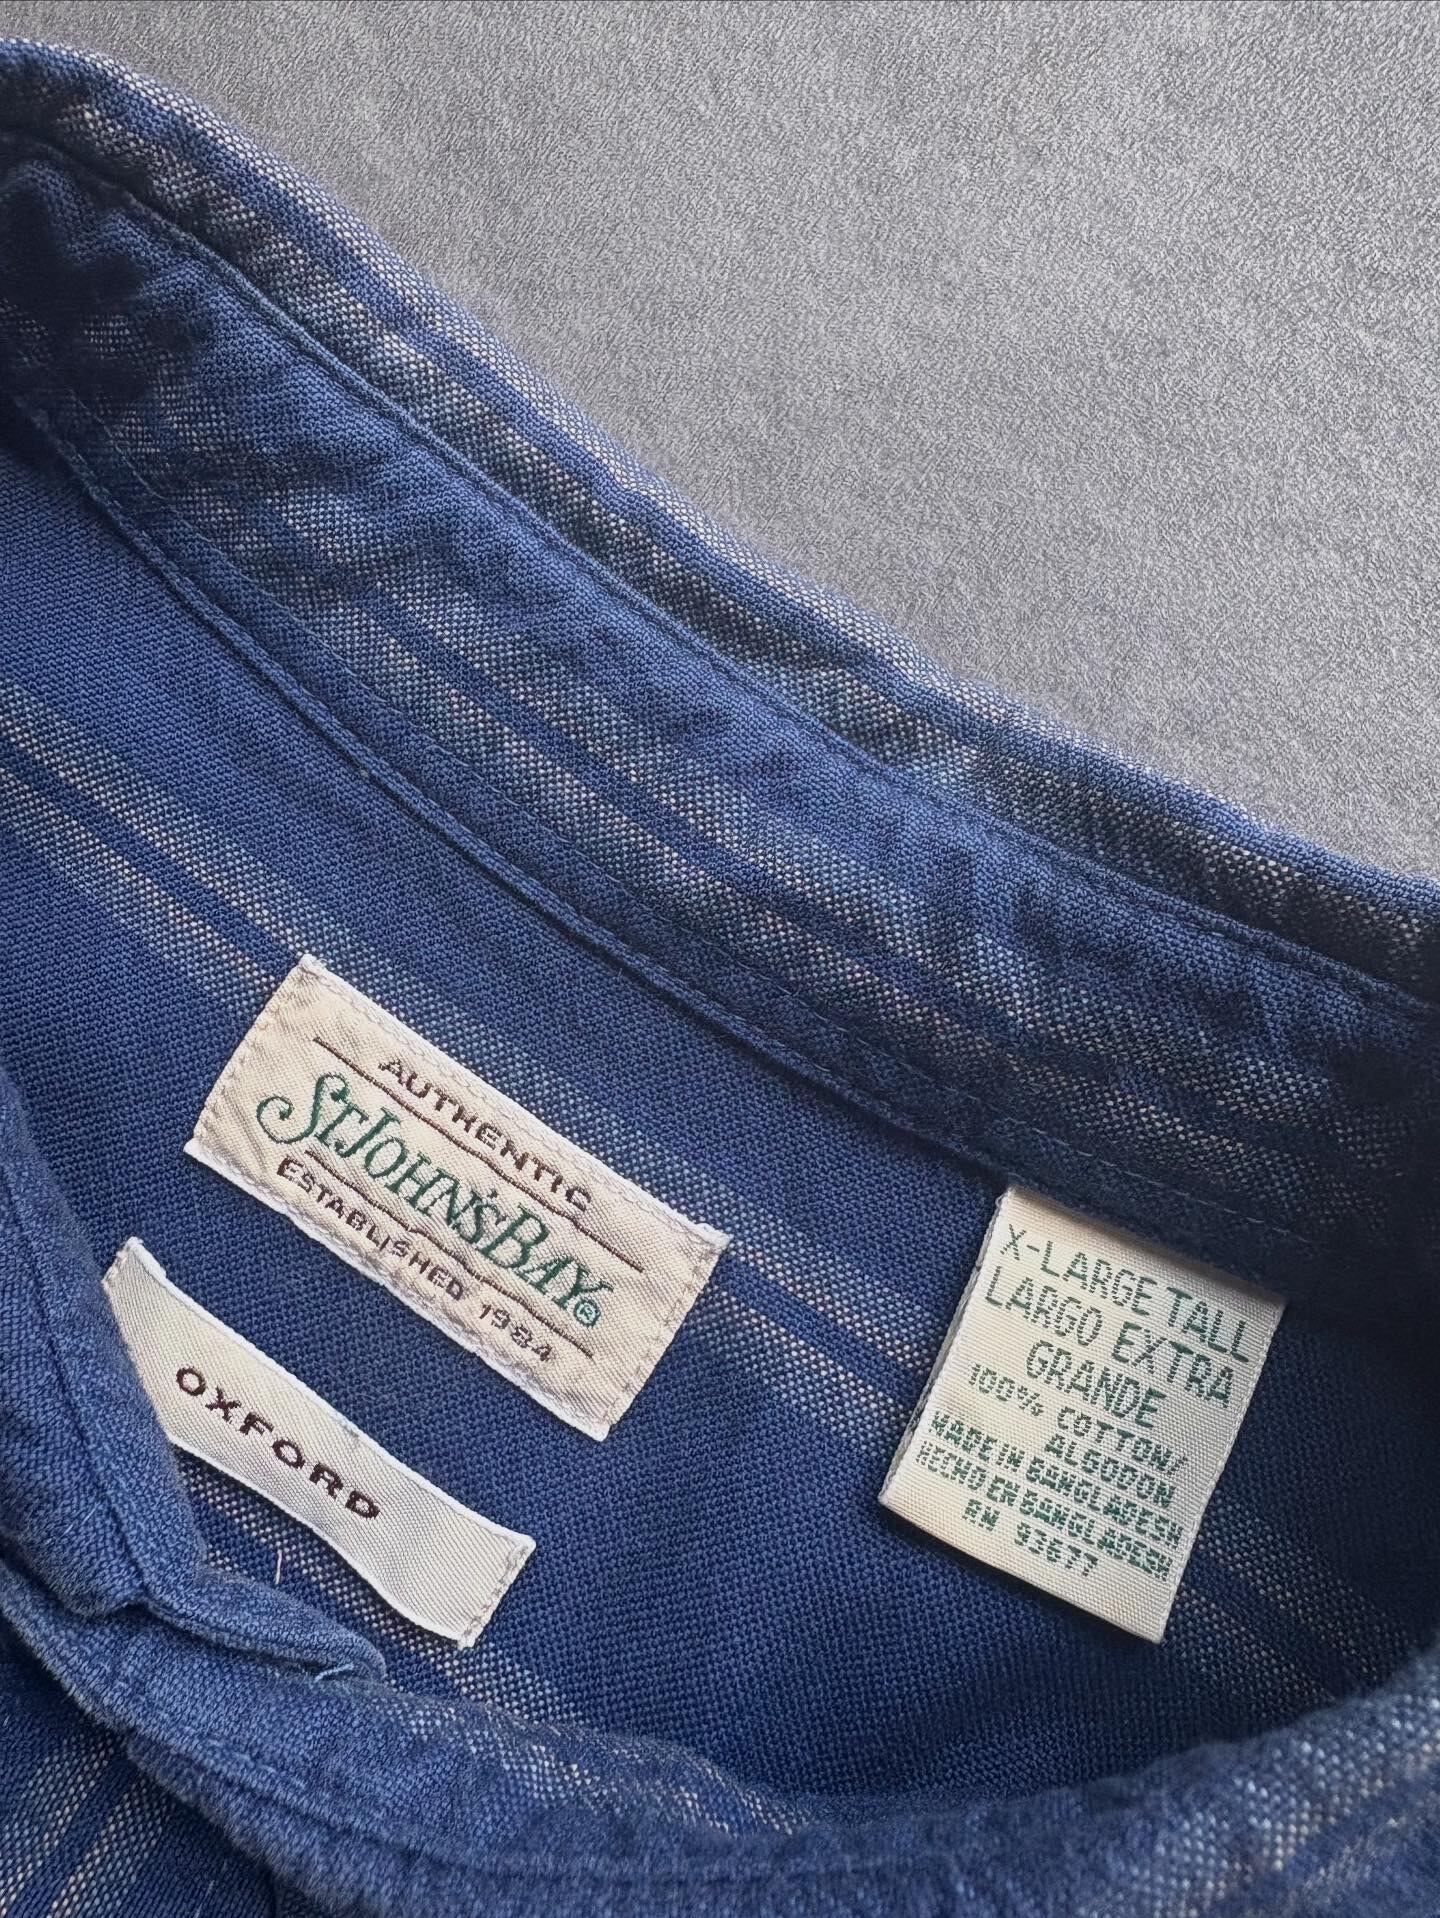 AUTHENTIC
ST. JOHN'S BAY®
ESTABLISHED 1984
OXFORD
X-LARGE TALL
LARGO EXTRA
GRANDE
100% COTTON/
ALGODON
MADE IN BANGLADESH
HECHO EN BANGLADESH
RN 93677